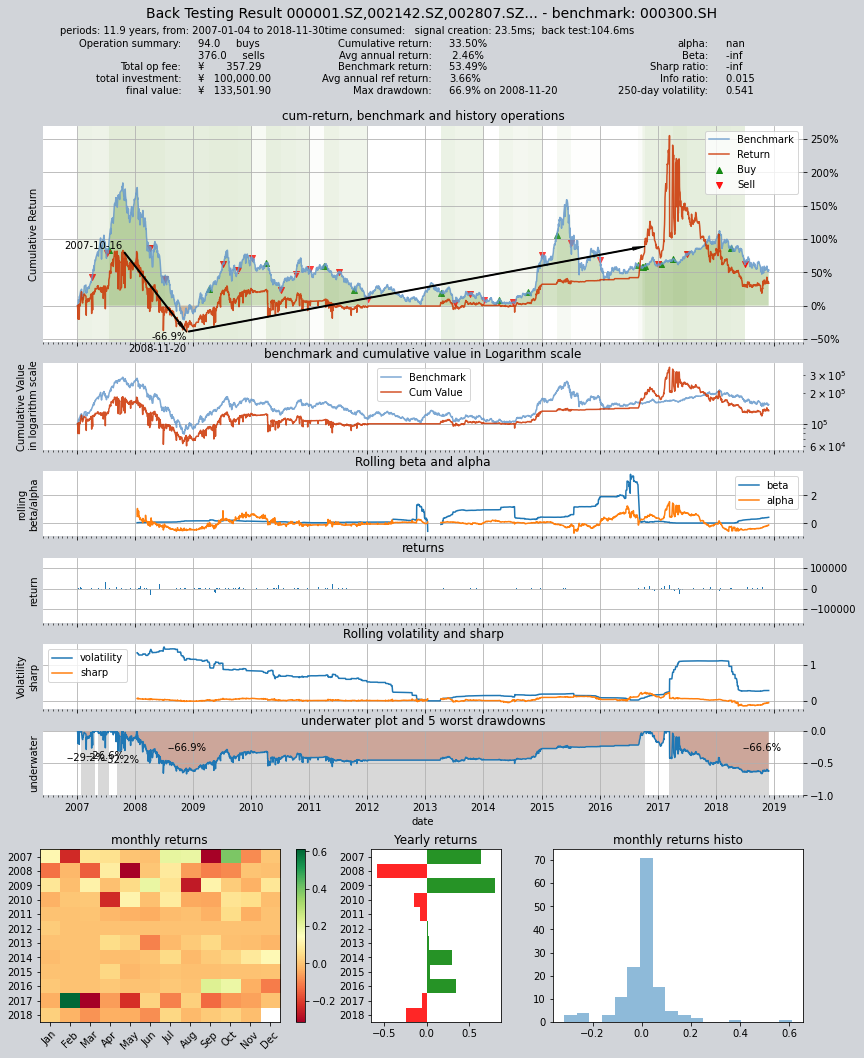 Back Testing Result 000001.SZ,002142.SZ,002807.SZ... - benchmark: 000300.SH
periods: 11.9 years, from: 2007-01-04 to 2018-11-30time consumed:   signal creation: 23.5ms;  back test:104.6ms
Operation summary: 94.0 buys Cumulative return: 33.50% alpha: nan
376.0 sells Avg annual return: 2.46% Beta: -inf
Total op fee: ¥ 357.29 Benchmark return: 53.49% Sharp ratio: -inf
total investment: ¥ 100,000.00 Avg annual ref return: 3.66% Info ratio: 0.015
final value: ¥ 133,501.90 Max drawdown: 66.9% on 2008-11-20 250-day volatility: 0.541
cum-return, benchmark and history operations
Cumulative Return
Benchmark
Return
Buy
Sell
250%
200%
150%
100%
50%
0%
−50%
2007-10-16
-66.9%
2008-11-20
benchmark and cumulative value in Logarithm scale
Cumulative Value
in logarithm scale
Benchmark
Cum Value
3 × 10^5
2 × 10^5
10^5
6 × 10^4
Rolling beta and alpha
rolling
beta/alpha
beta
alpha
2
0
returns
return
100000
0
−100000
Rolling volatility and sharp
Volatility
sharp
volatility
sharp
1
0
underwater plot and 5 worst drawdowns
underwater
−66.9%
−66.6%
0.0
−0.5
−1.0
2007 2008 2009 2010 2011 2012 2013 2014 2015 2016 2017 2018 2019
date
monthly returns
2007
2008
2009
2010
2011
2012
2013
2014
2015
2016
2017
2018
Jan Feb Mar Apr May Jun Jul Aug Sep Oct Nov Dec
0.6
0.4
0.2
0.0
−0.2
Yearly returns
2007
2008
2009
2010
2011
2012
2013
2014
2015
2016
2017
2018
−0.5 0.0 0.5
monthly returns histo
70
60
50
40
30
20
10
0
−0.2 0.0 0.2 0.4 0.6